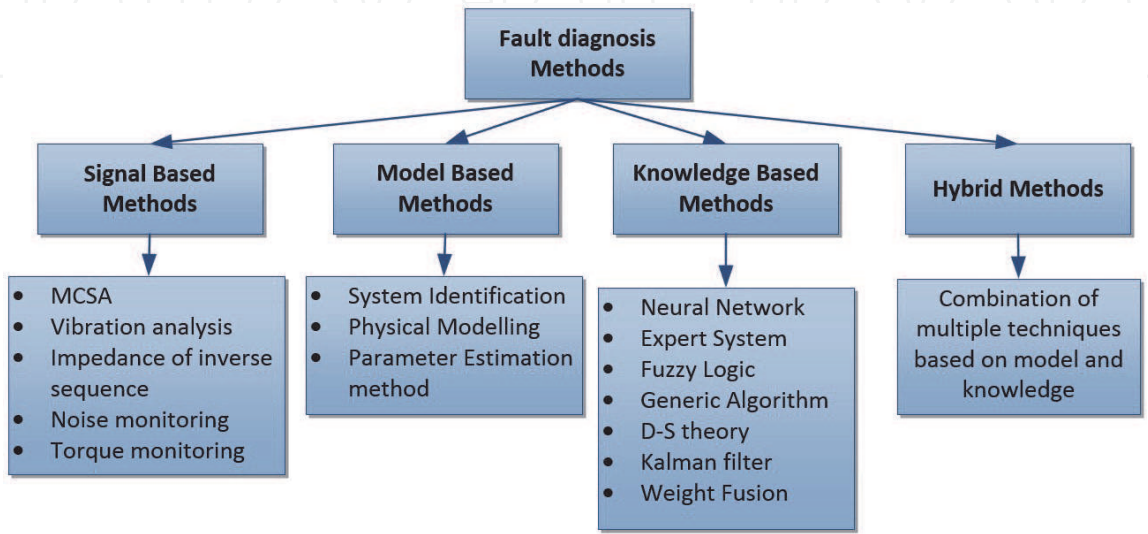 Fault diagnosis
Methods
Signal Based
Methods
Model Based
Methods
Knowledge Based
Methods
Hybrid Methods
• MCSA
• Vibration analysis
• Impedance of inverse
sequence
• Noise monitoring
• Torque monitoring
• System Identification
• Physical Modelling
• Parameter Estimation
method
• Neural Network
• Expert System
• Fuzzy Logic
• Generic Algorithm
• D-S theory
• Kalman filter
• Weight Fusion
Combination of
multiple techniques
based on model and
knowledge